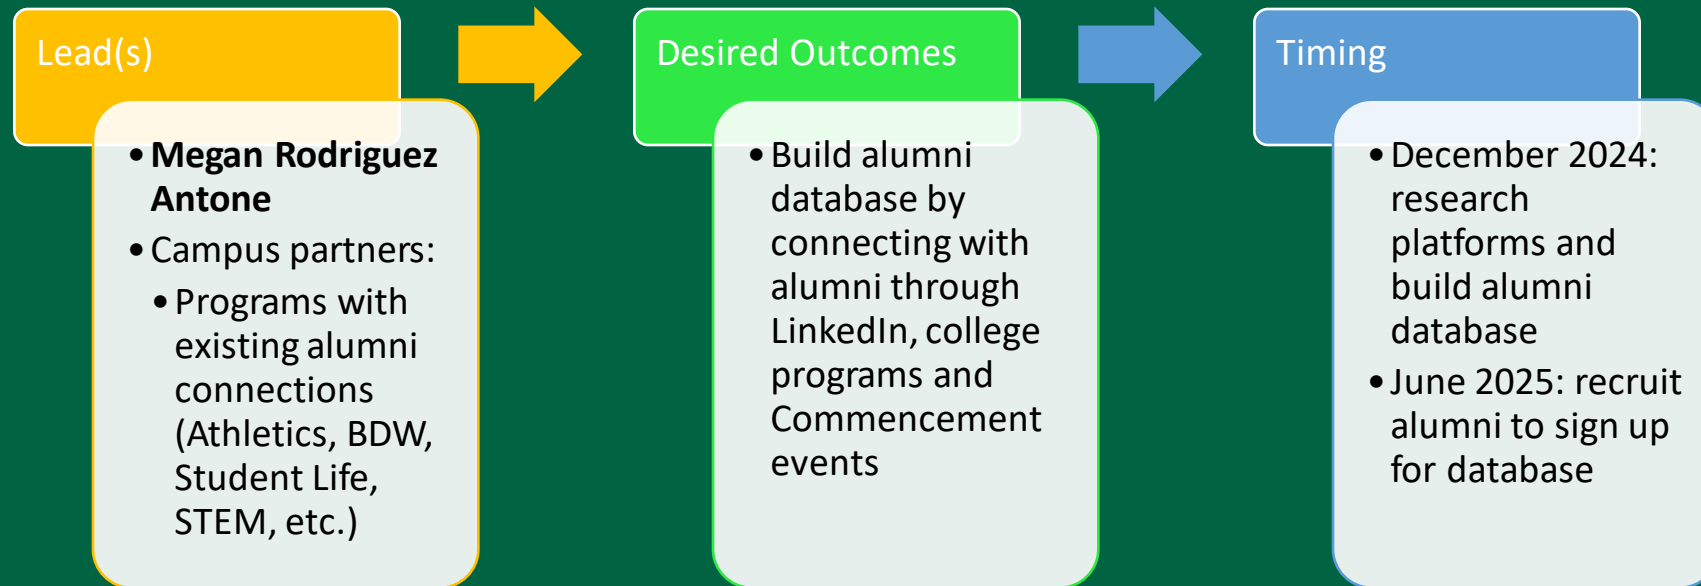 Lead(s)
• Megan Rodriguez
Antone
• Campus partners:
• Programs with
existing alumni
connections
(Athletics, BDW,
Student Life,
STEM, etc.)
Desired Outcomes
• Build alumni
database by
connecting with
alumni through
LinkedIn, college
programs and
Commencement
events
Timing
• December 2024:
research
platforms and
build alumni
database
• June 2025: recruit
alumni to sign up
for database